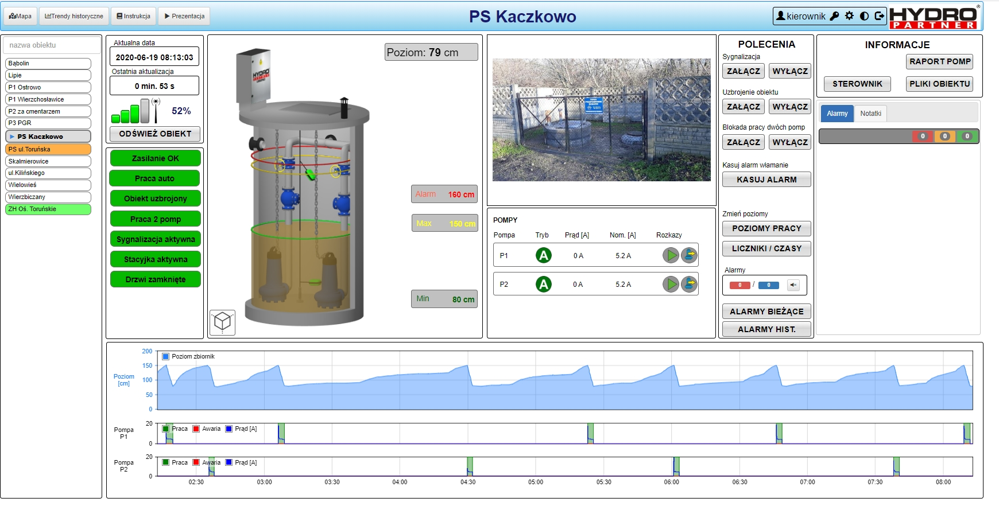 Mapa
Trendy historyczne
Instrukcja
Prezentacja
PS Kaczkowo
kierownik
HYDRO
PARTNER
nazwa obiektu
Bąbolin
Lipie
P1 Ostrowo
P1 Wierzchosławice
P2 za cmentarzem
P3 PGR
PS Kaczkowo
PS ul.Toruńska
Skalmierowice
ul.Kilińskiego
Wielowieś
Wierzbiczany
ZH Oś. Toruńskie
Aktualna data
2020-06-19 08:13:03
Ostatnia aktualizacja
0 min. 53 s
52%
ODŚWIEŻ OBIEKT
Zasilanie OK
Praca auto
Obiekt uzbrojony
Praca 2 pomp
Sygnalizacja aktywna
Stacyjka aktywna
Drzwi zamknięte
HYDRO
PARTNER
Poziom: 79 cm
Alarm 160 cm
Max 150 cm
Min 80 cm
POMPY
Pompa Tryb Prąd [A] Nom. [A] Rozkazy
P1 A 0 A 5.2 A
P2 A 0 A 5.2 A
POLECENIA
Sygnalizacja
ZAŁĄCZ WYŁĄCZ
Uzbrojenie obiektu
ZAŁĄCZ WYŁĄCZ
Blokada pracy dwóch pomp
ZAŁĄCZ WYŁĄCZ
Kasuj alarm włamanie
KASUJ ALARM
Zmień poziomy
POZIOMY PRACY
LICZNIKI / CZASY
Alarmy
0 / 0
ALARMY BIEŻĄCE
ALARMY HIST.
INFORMACJE
RAPORT POMP
STEROWNIK PLIKI OBIEKTU
Alarmy Notatki
0 0 0
Poziom zbiornik
Poziom
[cm]
200
150
100
50
0
Pompa
P1
20
0
Praca Awaria Prąd [A]
Pompa
P2
20
0
Praca Awaria Prąd [A]
02:30 03:00 03:30 04:00 04:30 05:00 05:30 06:00 06:30 07:00 07:30 08:00